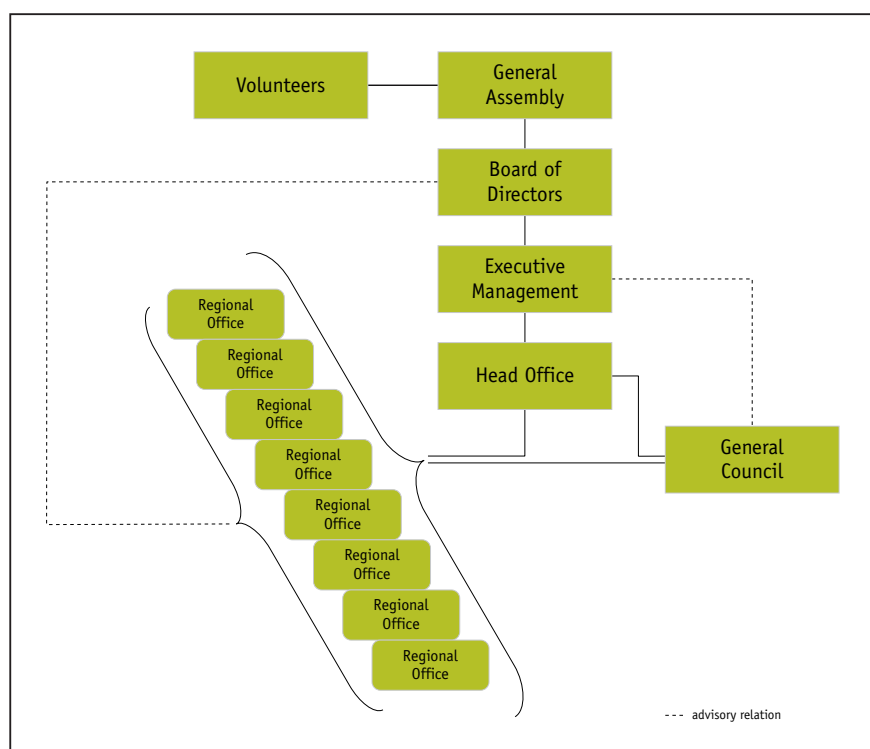 Volunteers
General
Assembly
Board of
Directors
Executive
Management
Head Office
General
Council
Regional
Office
Regional
Office
Regional
Office
Regional
Office
Regional
Office
Regional
Office
Regional
Office
Regional
Office
advisory relation